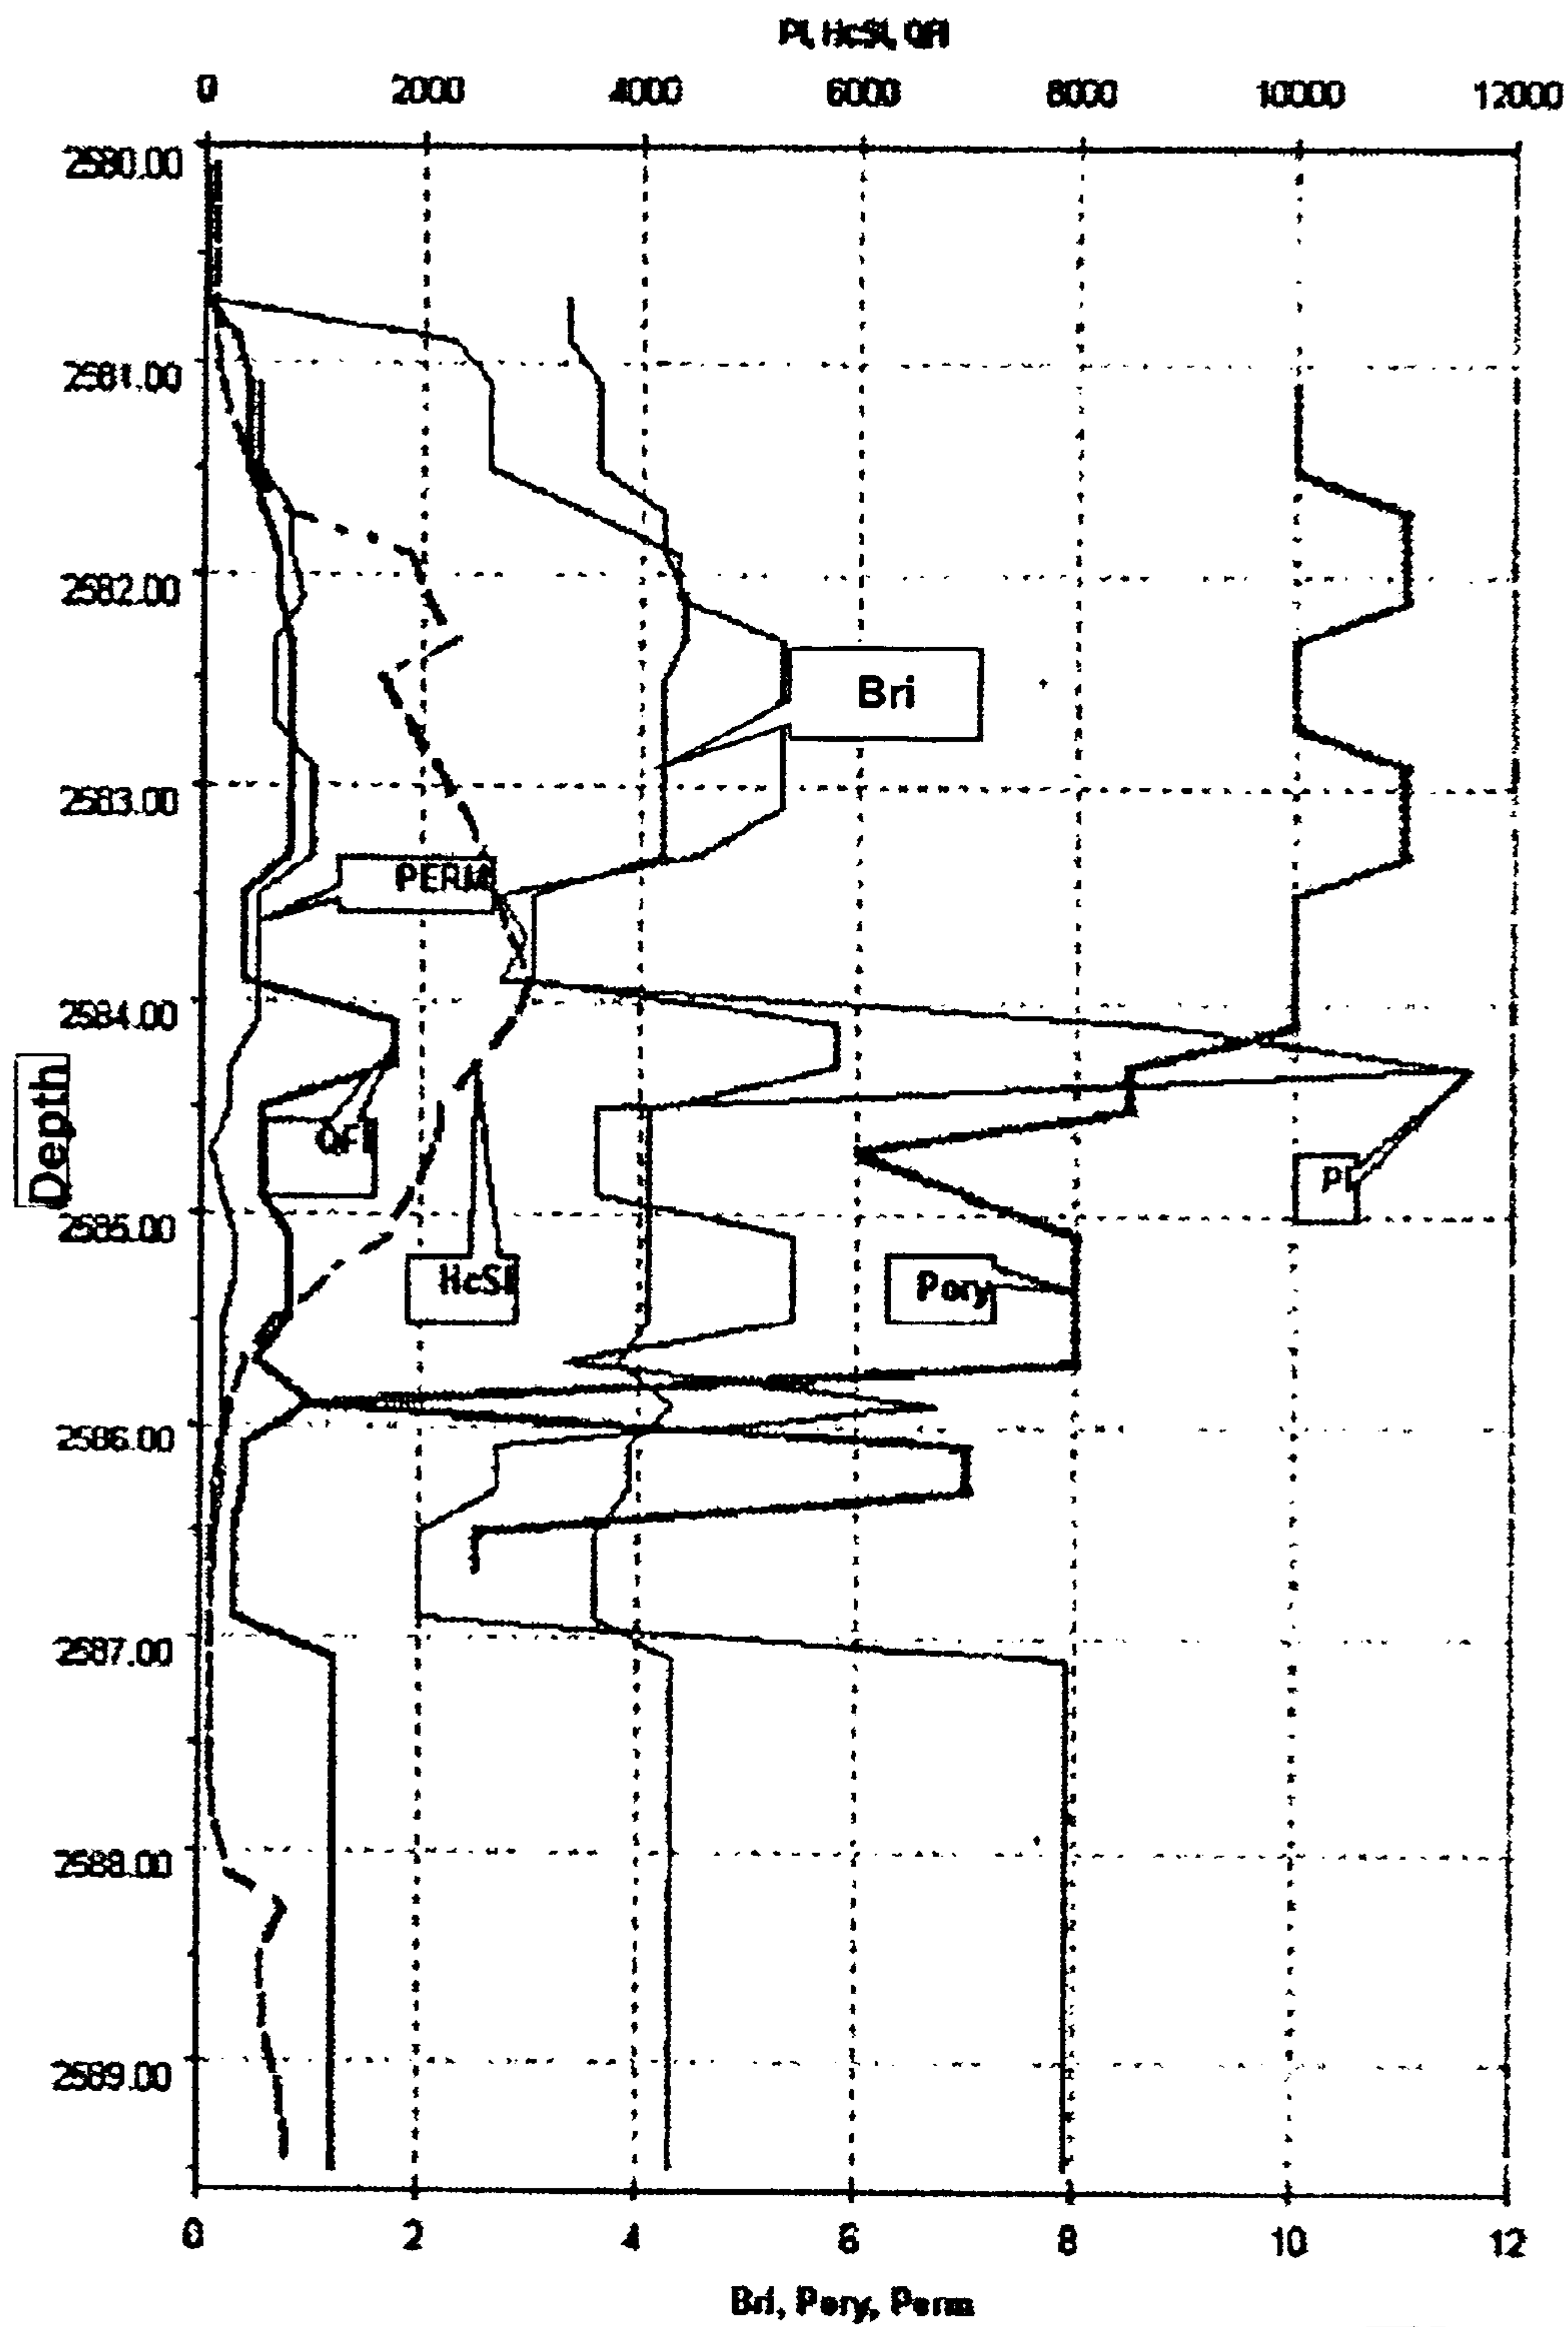 PI, HcSI, QFI
0 2000 4000 6000 8000 10000 12000
2580.00
2581.00
2582.00
Bri
2583.00
PERM
2584.00
Depth
QFI
PI
2585.00
HcSI
Pory
2586.00
2587.00
2588.00
2589.00
0 2 4 6 8 10 12
Bri, Pory, Perm